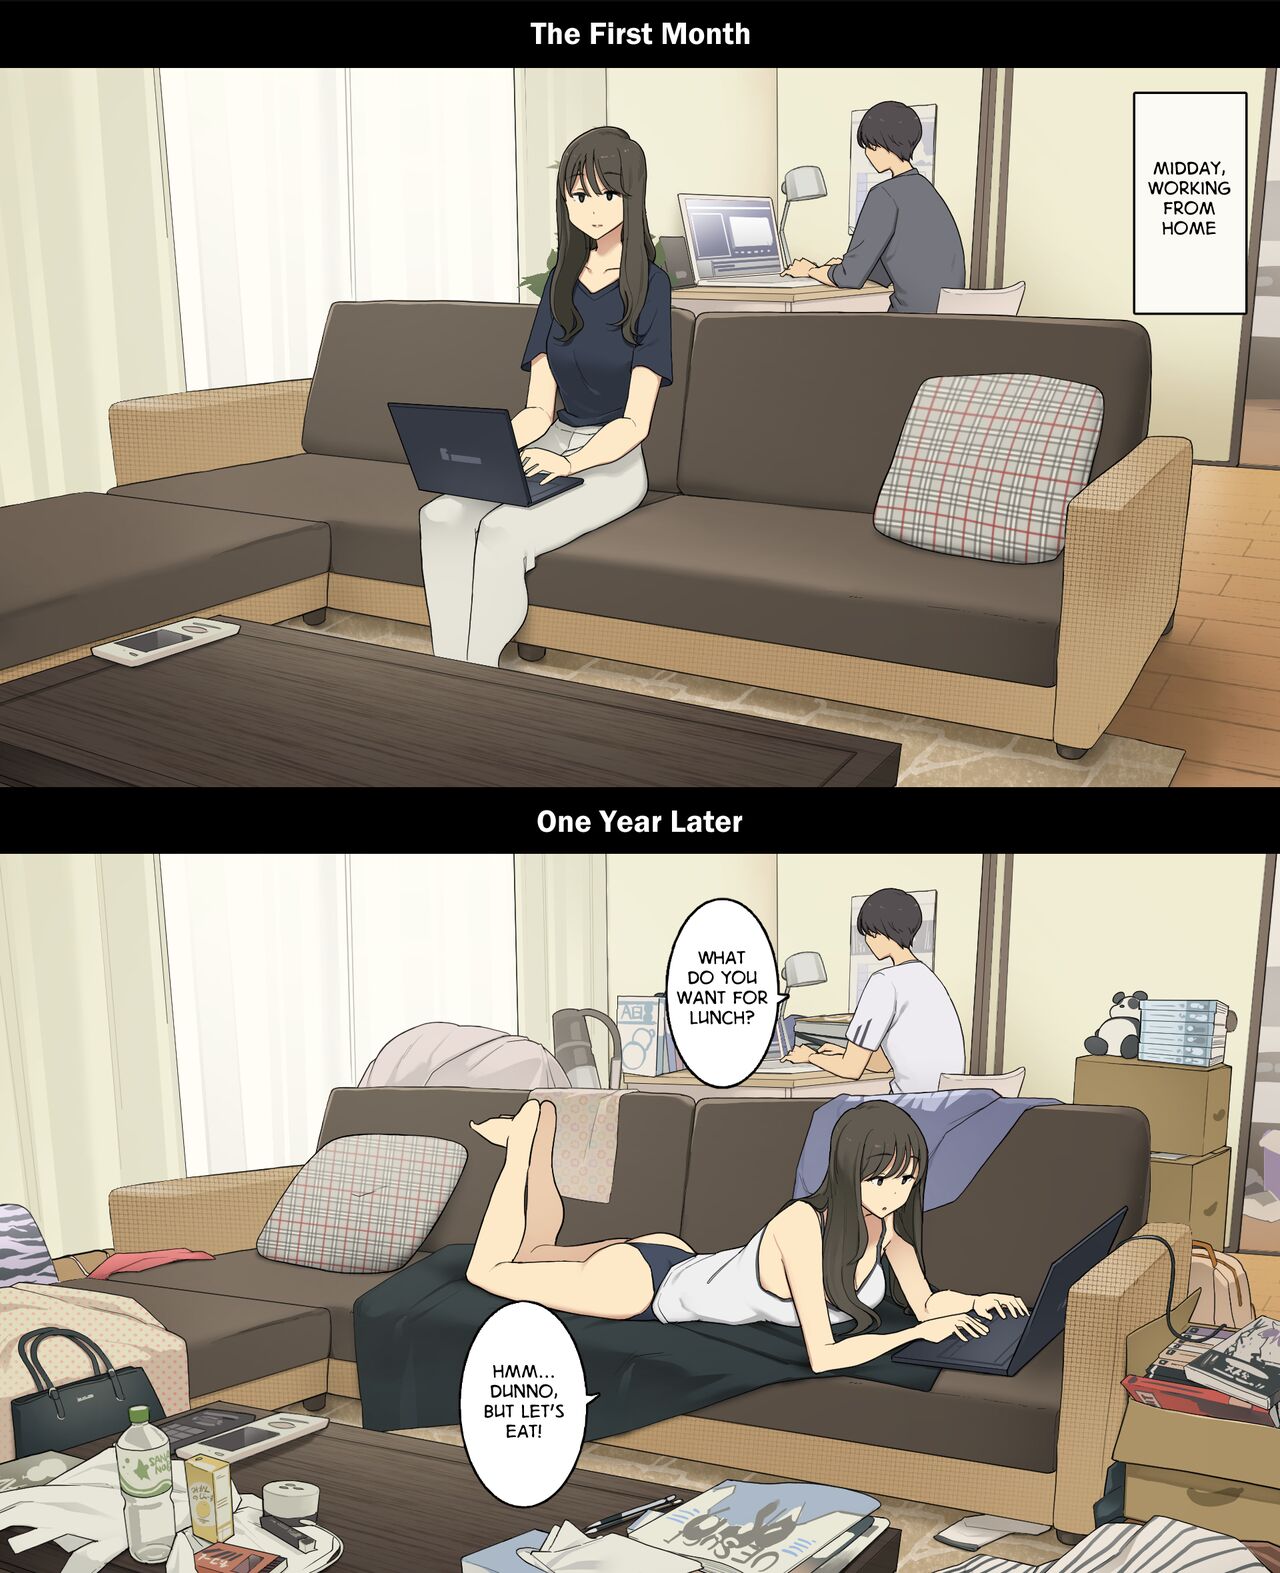 The First Month
MIDDAY,
WORKING
FROM
HOME
One Year Later
WHAT
DO YOU
WANT FOR
LUNCH?
HMM...
DUNNO,
BUT LET'S
EAT!